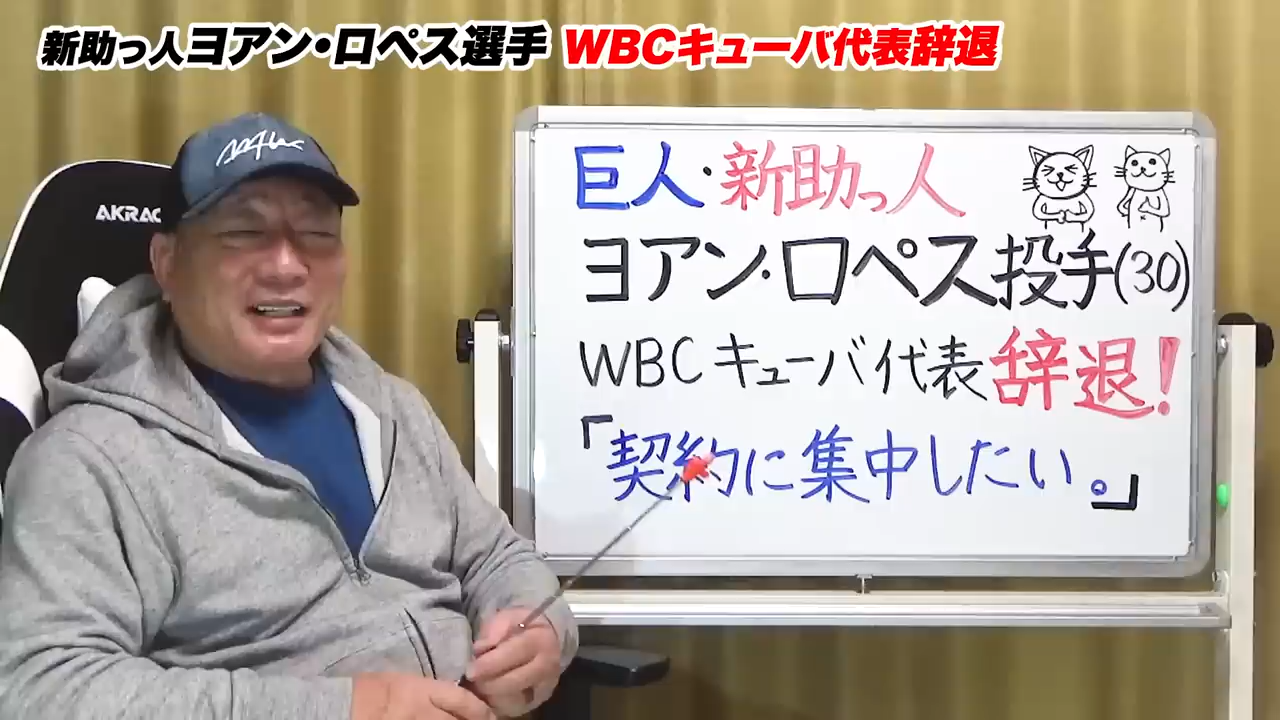 新助っ人ヨアン・ロペス選手 WBCキューバ代表辞退
AKRAC
巨人・新助っ人
ヨアン・ロペス投手(30)
WBCキューバ代表辞退!
「契約に集中したい。」